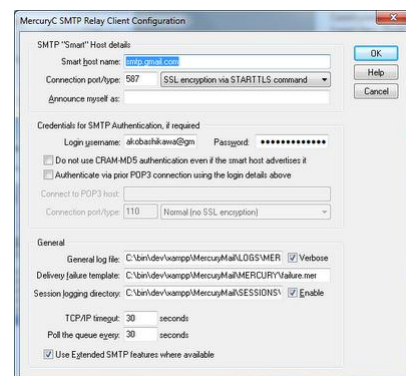 MercuryC SMTP Relay Client Configuration
SMTP "Smart" Host details
Smart host name: smtp.gmail.com
Connection port/type: 587 SSL encryption via STARTTLS command
Announce myself as:
OK
Help
Cancel
Credentials for SMTP Authentication, if required
Login username: akobashikawa@gm Password: •••••••••••••
Do not use CRAM-MD5 authentication even if the smart host advertises it
Authenticate via prior POP3 connection using the login details above
Connect to POP3 host:
Connection port/type: 110 Normal (no SSL encryption)
General
General log file: C:\bin\dev\xampp\MercuryMail\LOGS\MER Verbose
Delivery failure template: C:\bin\dev\xampp\MercuryMail\MERCURY\failure.mer
Session logging directory: C:\bin\dev\xampp\MercuryMail\SESSIONS\ Enable
TCP/IP timeout: 30 seconds
Poll the queue every: 30 seconds
Use Extended SMTP features where available